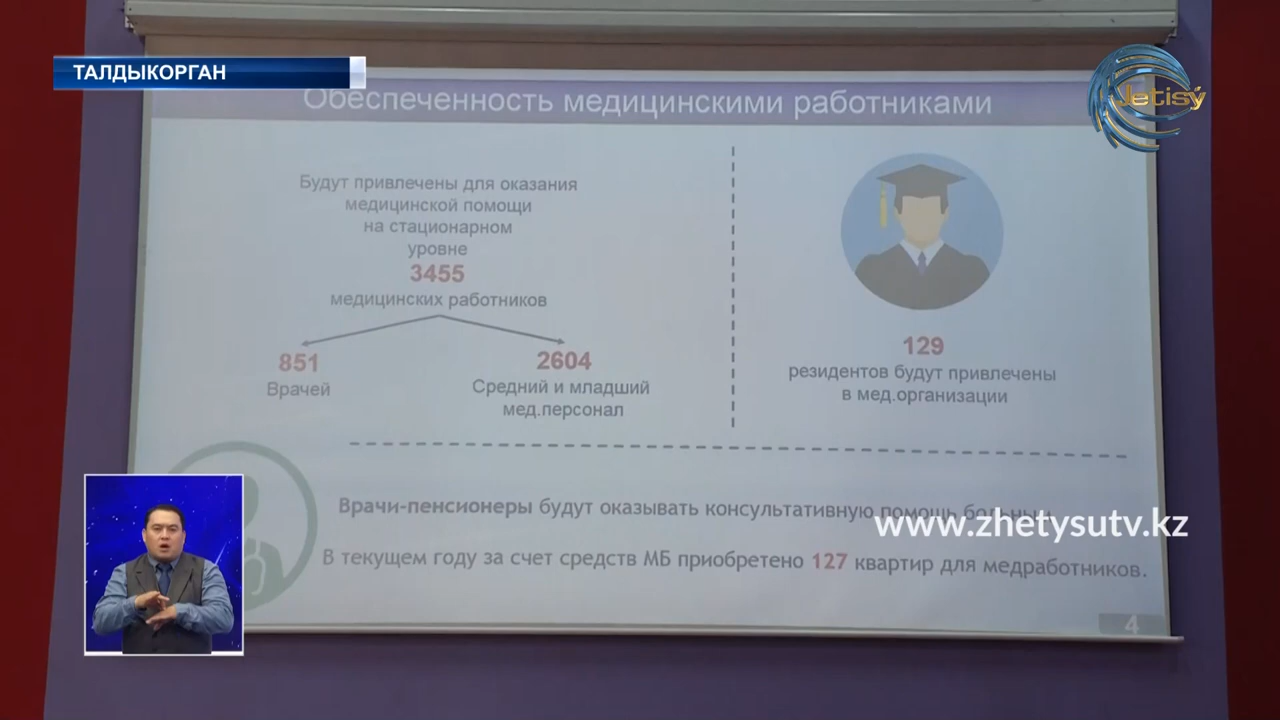 ТАЛДЫКОРГАН
Jetisý
Обеспеченность медицинскими работниками
Будут привлечены для оказания
медицинской помощи
на стационарном
уровне
3455
медицинских работников
851
Врачей
2604
Средний и младший
мед.персонал
129
резидентов будут привлечены
в мед.организации
Врачи-пенсионеры будут оказывать консультативную помощь больным
www.zhetysutv.kz
В текущем году за счет средств МБ приобретено 127 квартир для медработников.
4